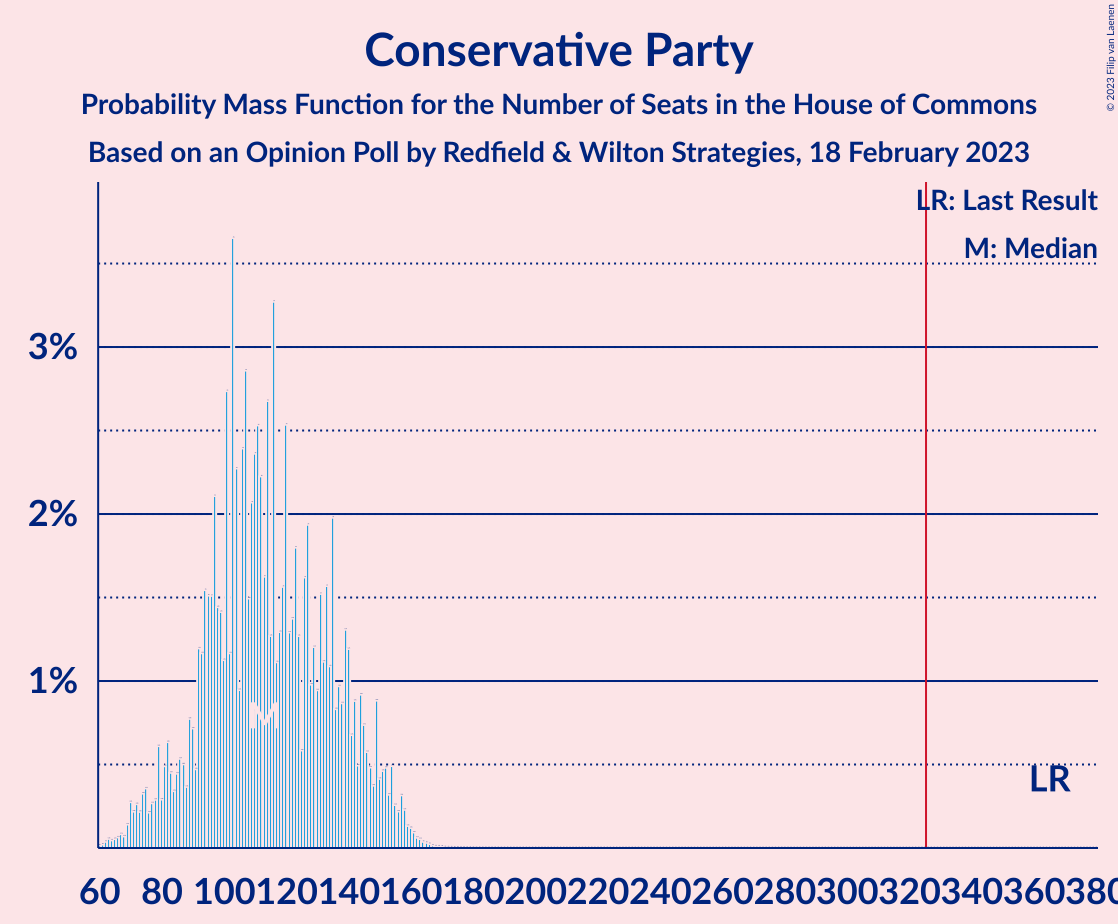 Conservative Party
Probability Mass Function for the Number of Seats in the House of Commons
Based on an Opinion Poll by Redfield & Wilton Strategies, 18 February 2023
© 2023 Filip van Laenen
LR: Last Result
M: Median
3%
2%
1%
M
LR
60 80 100 120 140 160 180 200 220 240 260 280 300 320 340 360 380